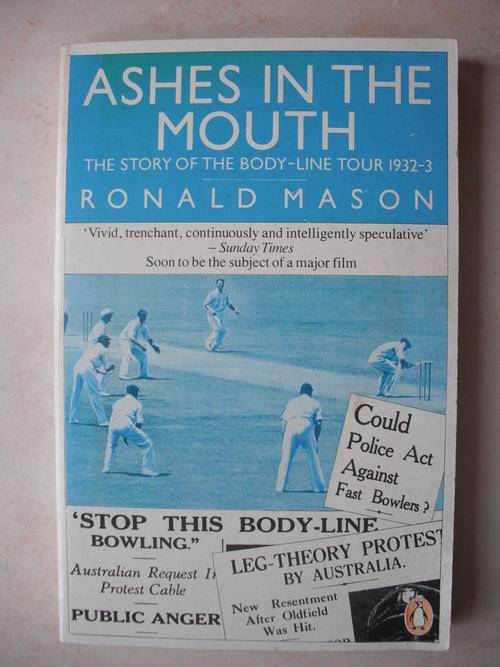 ASHES IN THE
MOUTH
THE STORY OF THE BODY-LINE TOUR 1932-3
RONALD MASON
‘Vivid, trenchant, continuously and intelligently speculative’
– Sunday Times
Soon to be the subject of a major film
Could
Police Act
Against
Fast Bowlers?
‘STOP THIS BODY-LINE
BOWLING.”
Australian Request
Protest Cable
PUBLIC ANGER
LEG-THEORY PROTEST
BY AUSTRALIA.
New Resentment
After Oldfield
Was Hit.